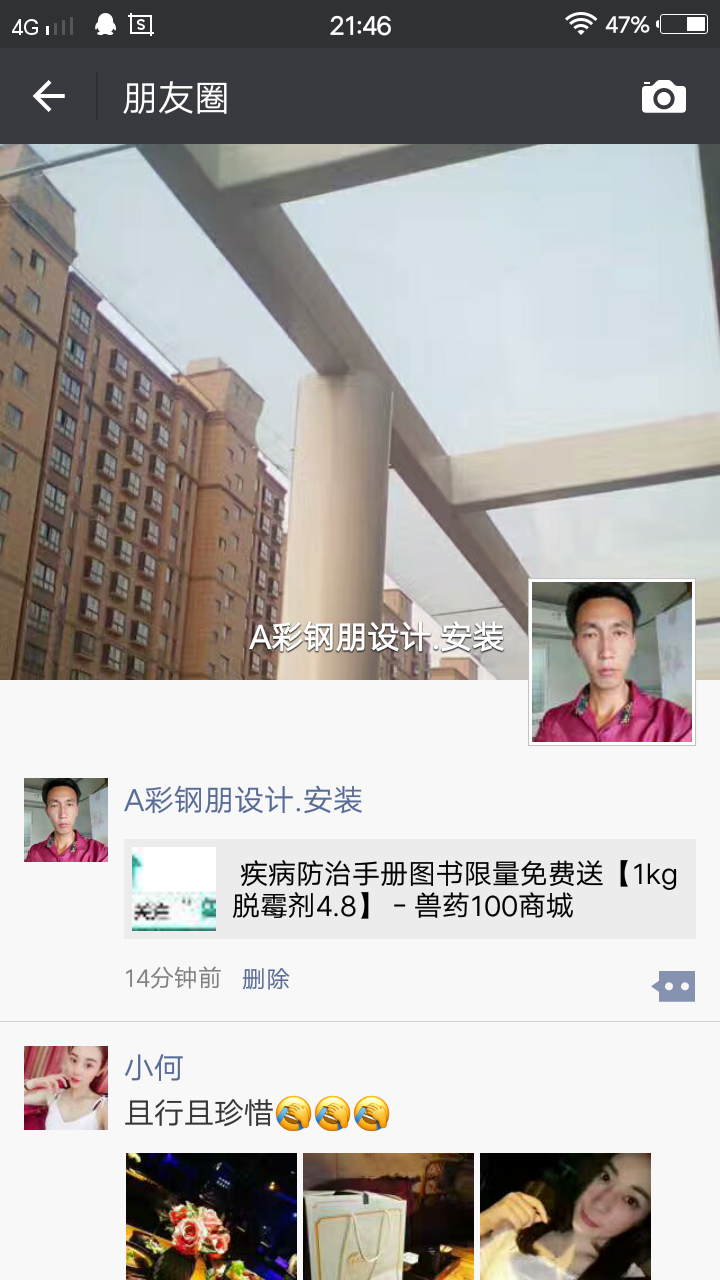 4G
S
21:46
47%
朋友圈
A彩钢朋设计.安装
A彩钢朋设计.安装
疾病防治手册图书限量免费送【1kg
脱霉剂4.8】 - 兽药100商城
关注
14分钟前 删除
小何
且行且珍惜🤣🤣🤣